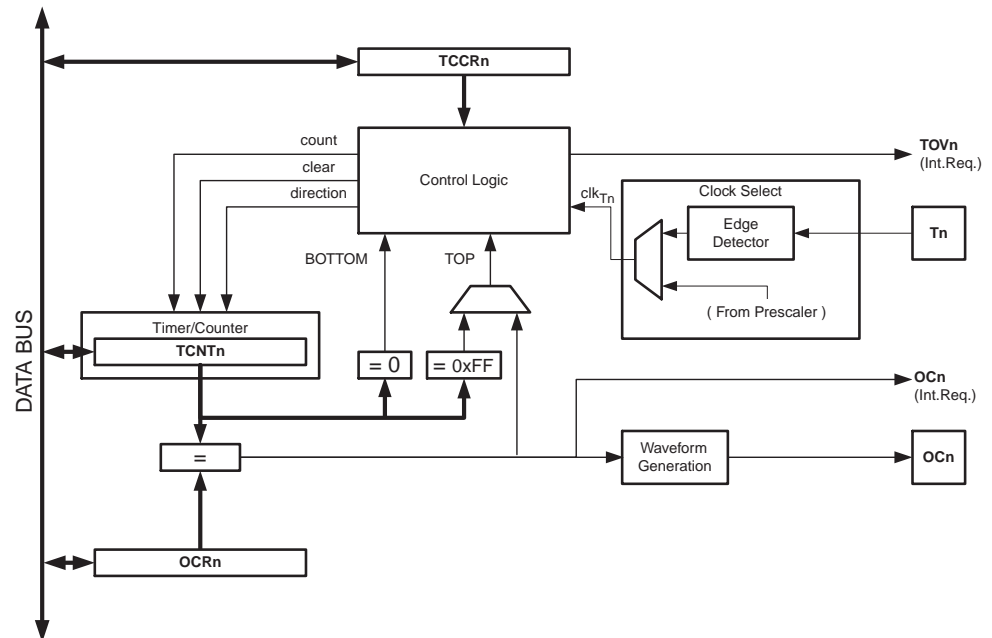 TCCRn
count
clear
direction
Control Logic
TOVn
(Int.Req.)
clkTn
Clock Select
Edge
Detector
Tn
( From Prescaler )
BOTTOM
TOP
Timer/Counter
TCNTn
= 0
= 0xFF
DATA BUS
OCn
(Int.Req.)
=
Waveform
Generation
OCn
OCRn